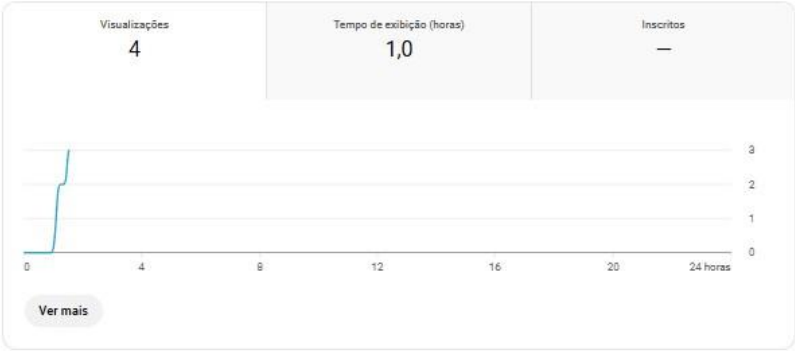 Visualizações
4
Tempo de exibição (horas)
1,0
Inscritos
—
3
2
1
0
0 4 8 12 16 20 24 horas
Ver mais